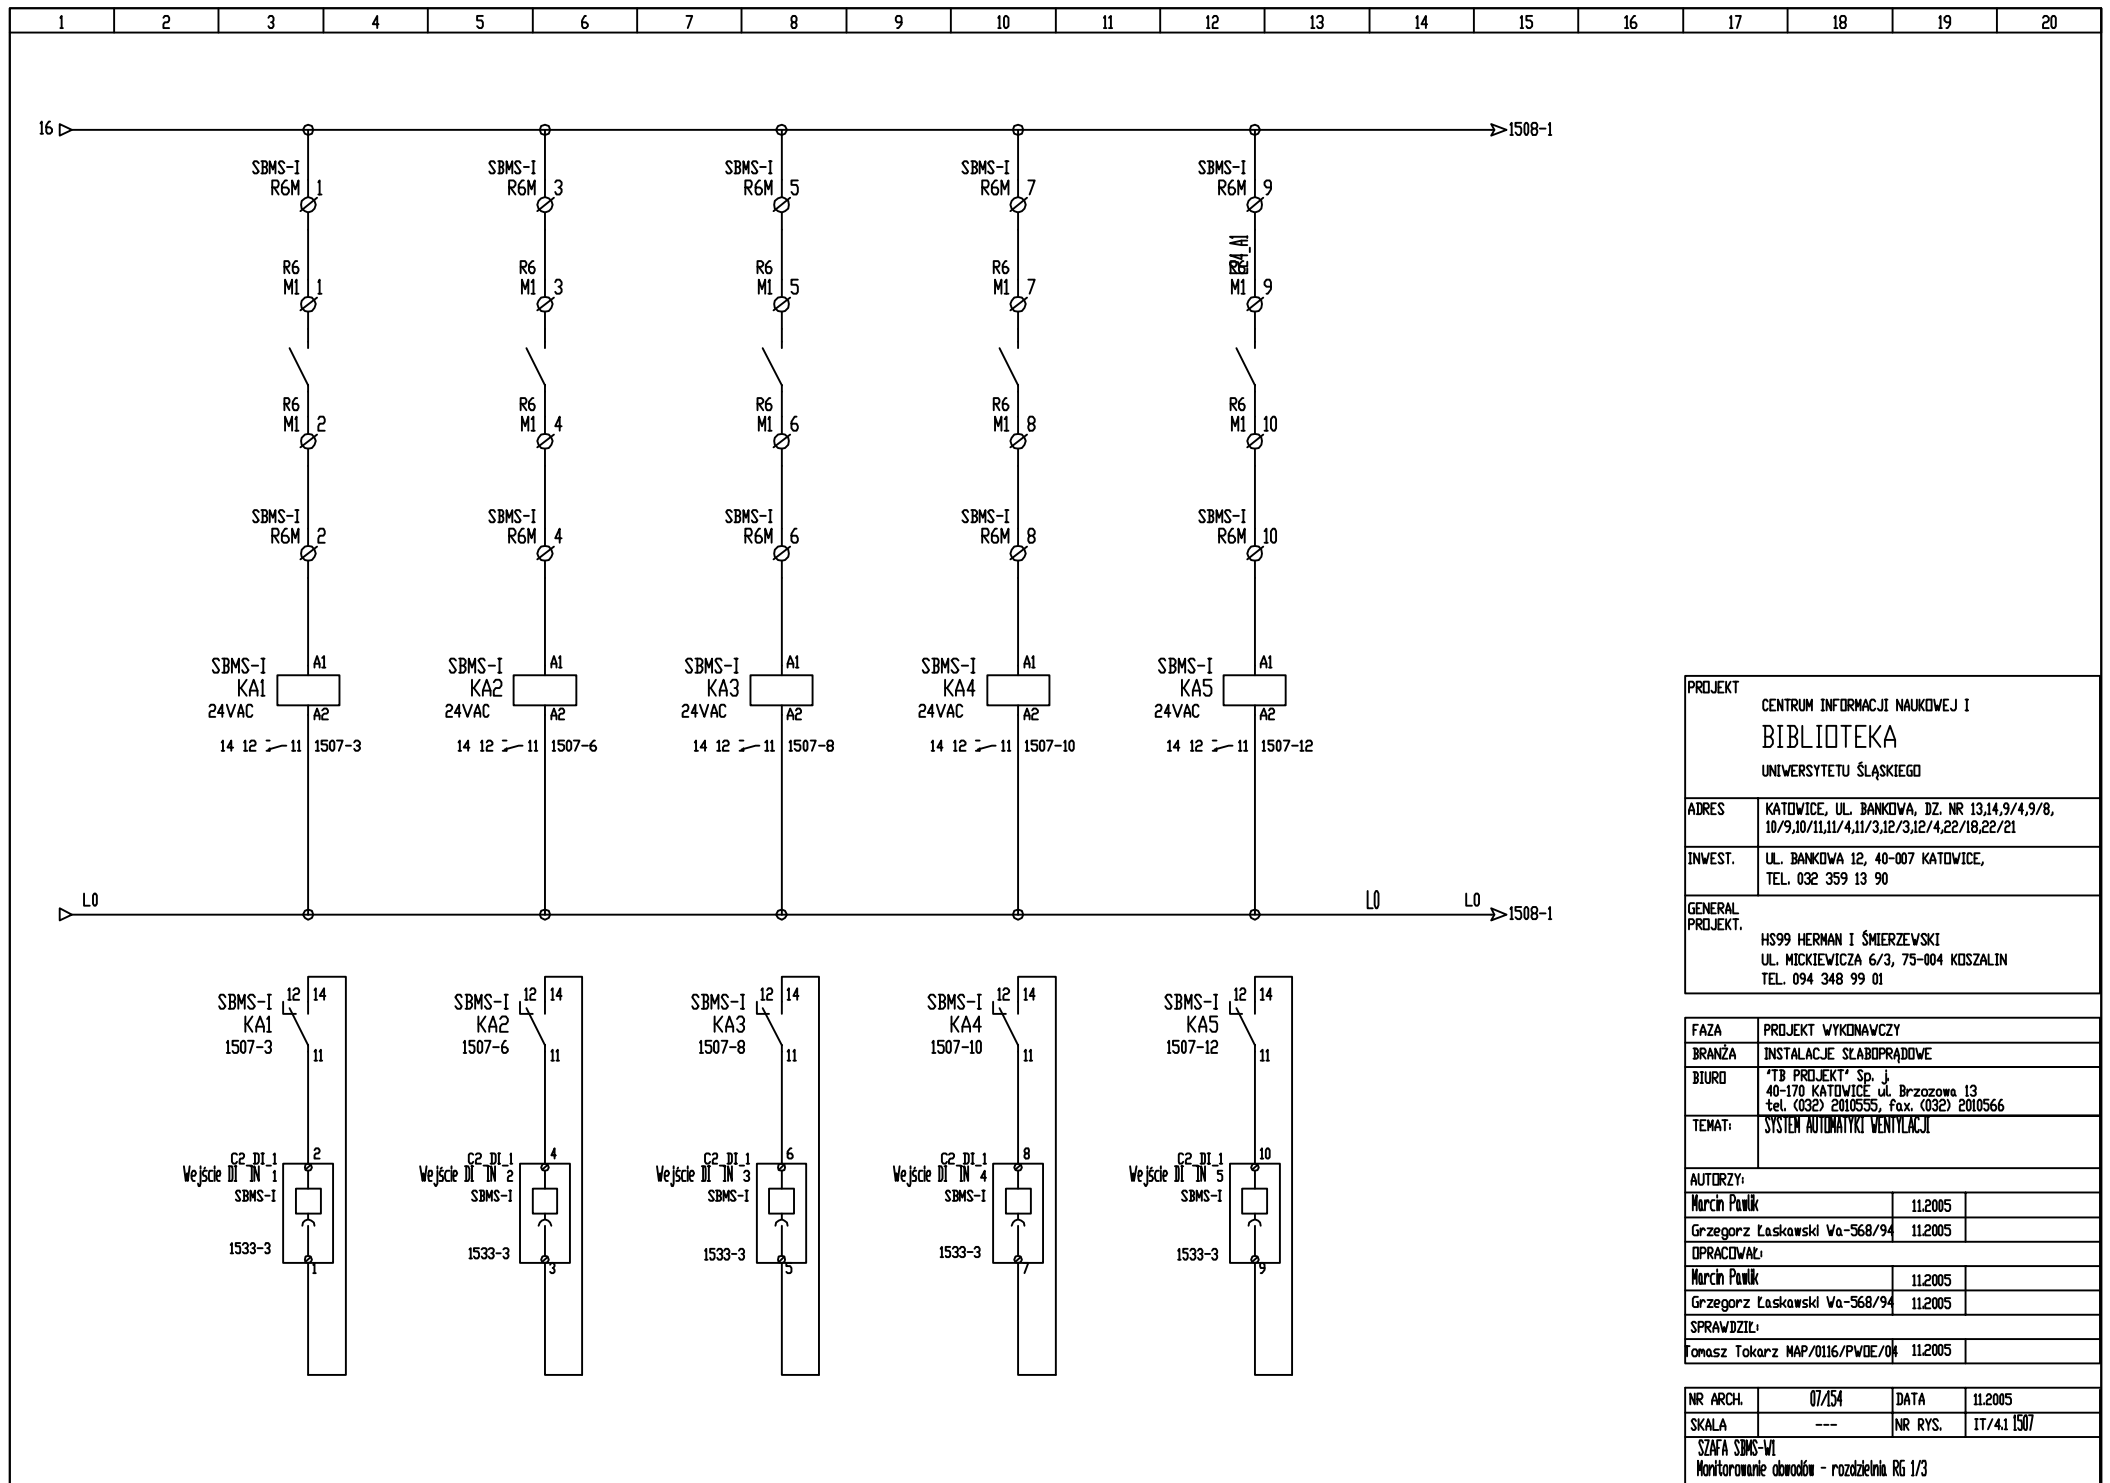 1 2 3 4 5 6 7 8 9 10 11 12 13 14 15 16 17 18 19 20
16 1508-1
SBMS-I SBMS-I SBMS-I SBMS-I SBMS-I
R6M 1 R6M 3 R6M 5 R6M 7 R6M 9
R6 R6 R6 R6
M1 1 M1 3 M1 5 M1 7 M1 9
R6 R6 R6 R6 R6
M1 2 M1 4 M1 6 M1 8 M1 10
SBMS-I SBMS-I SBMS-I SBMS-I SBMS-I
R6M 2 R6M 4 R6M 6 R6M 8 R6M 10
SBMS-I A1 SBMS-I A1 SBMS-I A1 SBMS-I A1 SBMS-I A1
KA1 KA2 KA3 KA4 KA5
24VAC A2 24VAC A2 24VAC A2 24VAC A2 24VAC A2
14 12 11 1507-3 14 12 11 1507-6 14 12 11 1507-8 14 12 11 1507-10 14 12 11 1507-12
L0 L0 L0
1508-1
SBMS-I 12 14 SBMS-I 12 14 SBMS-I 12 14 SBMS-I 12 14 SBMS-I 12 14
KA1 KA2 KA3 KA4 KA5
1507-3 11 1507-6 11 1507-8 11 1507-10 11 1507-12 11
C2_DI_1 2 C2_DI_1 4 C2_DI_1 6 C2_DI_1 8 C2_DI_1 10
Wejście DI IN 1 Wejście DI IN 2 Wejście DI IN 3 Wejście DI IN 4 Wejście DI IN 5
SBMS-I SBMS-I SBMS-I SBMS-I SBMS-I
1533-3 1533-3 1533-3 1533-3 1533-3
1 3 5 7 9
PROJEKT
CENTRUM INFORMACJI NAUKOWEJ I
BIBLIOTEKA
UNIWERSYTETU ŚLĄSKIEGO
ADRES KATOWICE, UL. BANKOWA, DZ. NR 13,14,9/4,9/8,
10/9,10/11,11/4,11/3,12/3,12/4,22/18,22/21
INWEST. UL. BANKOWA 12, 40-007 KATOWICE,
TEL. 032 359 13 90
GENERAL
PROJEKT.
HS99 HERMAN I ŚMIERZEWSKI
UL. MICKIEWICZA 6/3, 75-004 KOSZALIN
TEL. 094 348 99 01
FAZA PROJEKT WYKONAWCZY
BRANŻA INSTALACJE SŁABOPRĄDOWE
BIURO "TB PROJEKT" Sp. j.
40-170 KATOWICE ul. Brzozowa 13
tel. (032) 2010555, fax. (032) 2010566
TEMAT: SYSTEM AUTOMATYKI WENTYLACJI
AUTORZY:
Marcin Pawlik 11.2005
Grzegorz Łaskawski Wa-568/94 11.2005
OPRACOWAŁ:
Marcin Pawlik 11.2005
Grzegorz Łaskawski Wa-568/94 11.2005
SPRAWDZIŁ:
Tomasz Tokarz MAP/0116/PWOE/04 11.2005
NR ARCH. 07/154 DATA 11.2005
SKALA --- NR RYS. IT/4.1 1507
SZAFA SBMS-W1
Monitorowanie obwodów - rozdzielnia RG 1/3